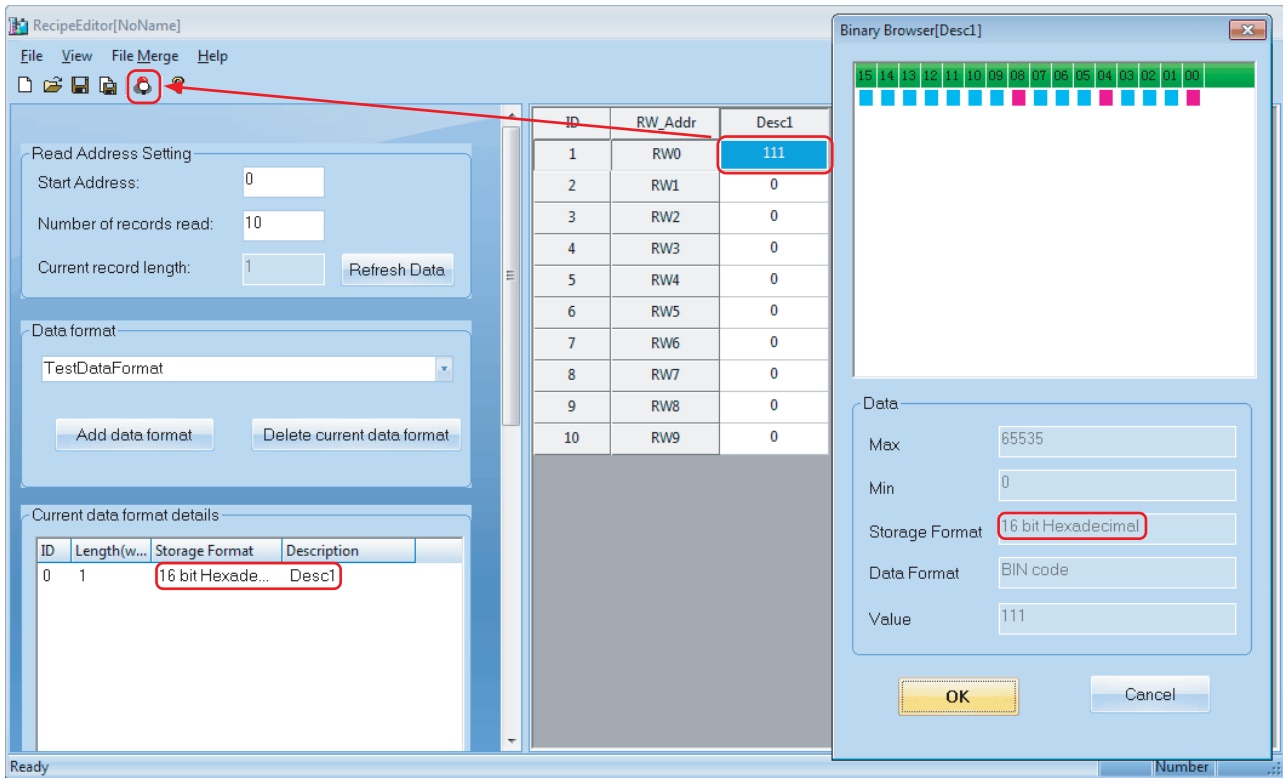 RecipeEditor[NoName]
File View File Merge Help
Read Address Setting
Start Address: 0
Number of records read: 10
Current record length: 1 Refresh Data
Data format
TestDataFormat
Add data format Delete current data format
Current data format details
ID Length(w... Storage Format Description
0 1 16 bit Hexade... Desc1
ID RW_Addr Desc1
1 RW0 111
2 RW1 0
3 RW2 0
4 RW3 0
5 RW4 0
6 RW5 0
7 RW6 0
8 RW7 0
9 RW8 0
10 RW9 0
Binary Browser[Desc1]
15 14 13 12 11 10 09 08 07 06 05 04 03 02 01 00
Data
Max 65535
Min 0
Storage Format 16 bit Hexadecimal
Data Format BIN code
Value 111
OK Cancel
Ready Number